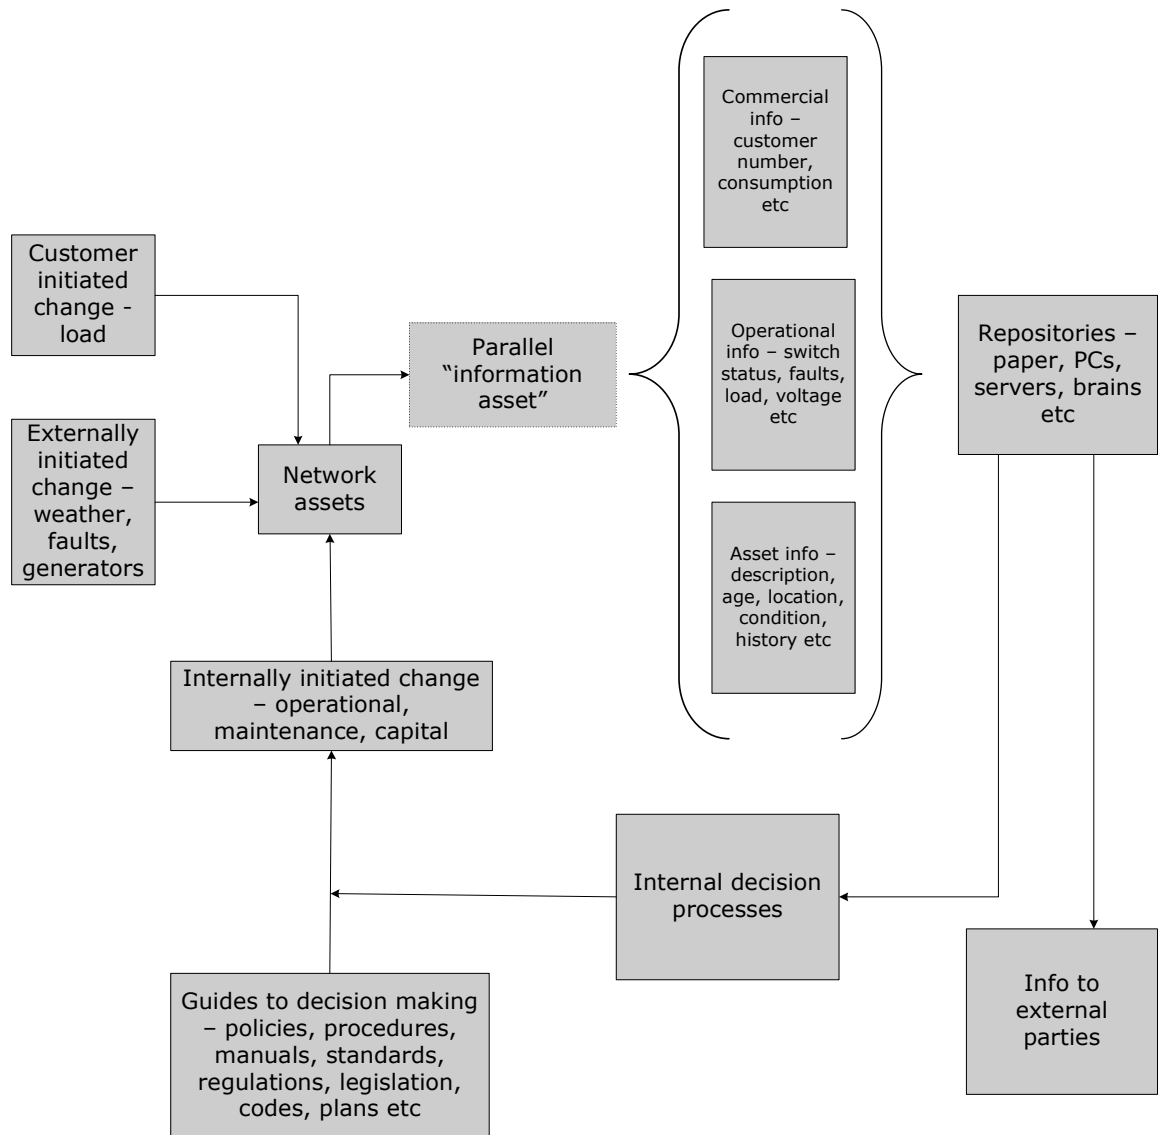 Commercial
info –
customer
number,
consumption
etc
Customer
initiated
change -
load
Parallel
“information
asset”
Operational
info – switch
status, faults,
load, voltage
etc
Repositories –
paper, PCs,
servers, brains
etc
Externally
initiated
change –
weather,
faults,
generators
Network
assets
Asset info –
description,
age, location,
condition,
history etc
Internally initiated change
– operational,
maintenance, capital
Internal decision
processes
Guides to decision making
– policies, procedures,
manuals, standards,
regulations, legislation,
codes, plans etc
Info to
external
parties